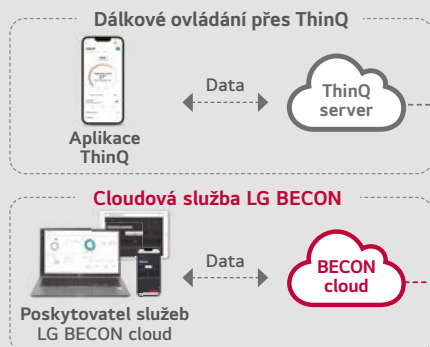 Dálkové ovládání přes ThinQ
Data
ThinQ
server
Aplikace
ThinQ
Cloudová služba LG BECON
Data
BECON
cloud
Poskytovatel služeb
LG BECON cloud